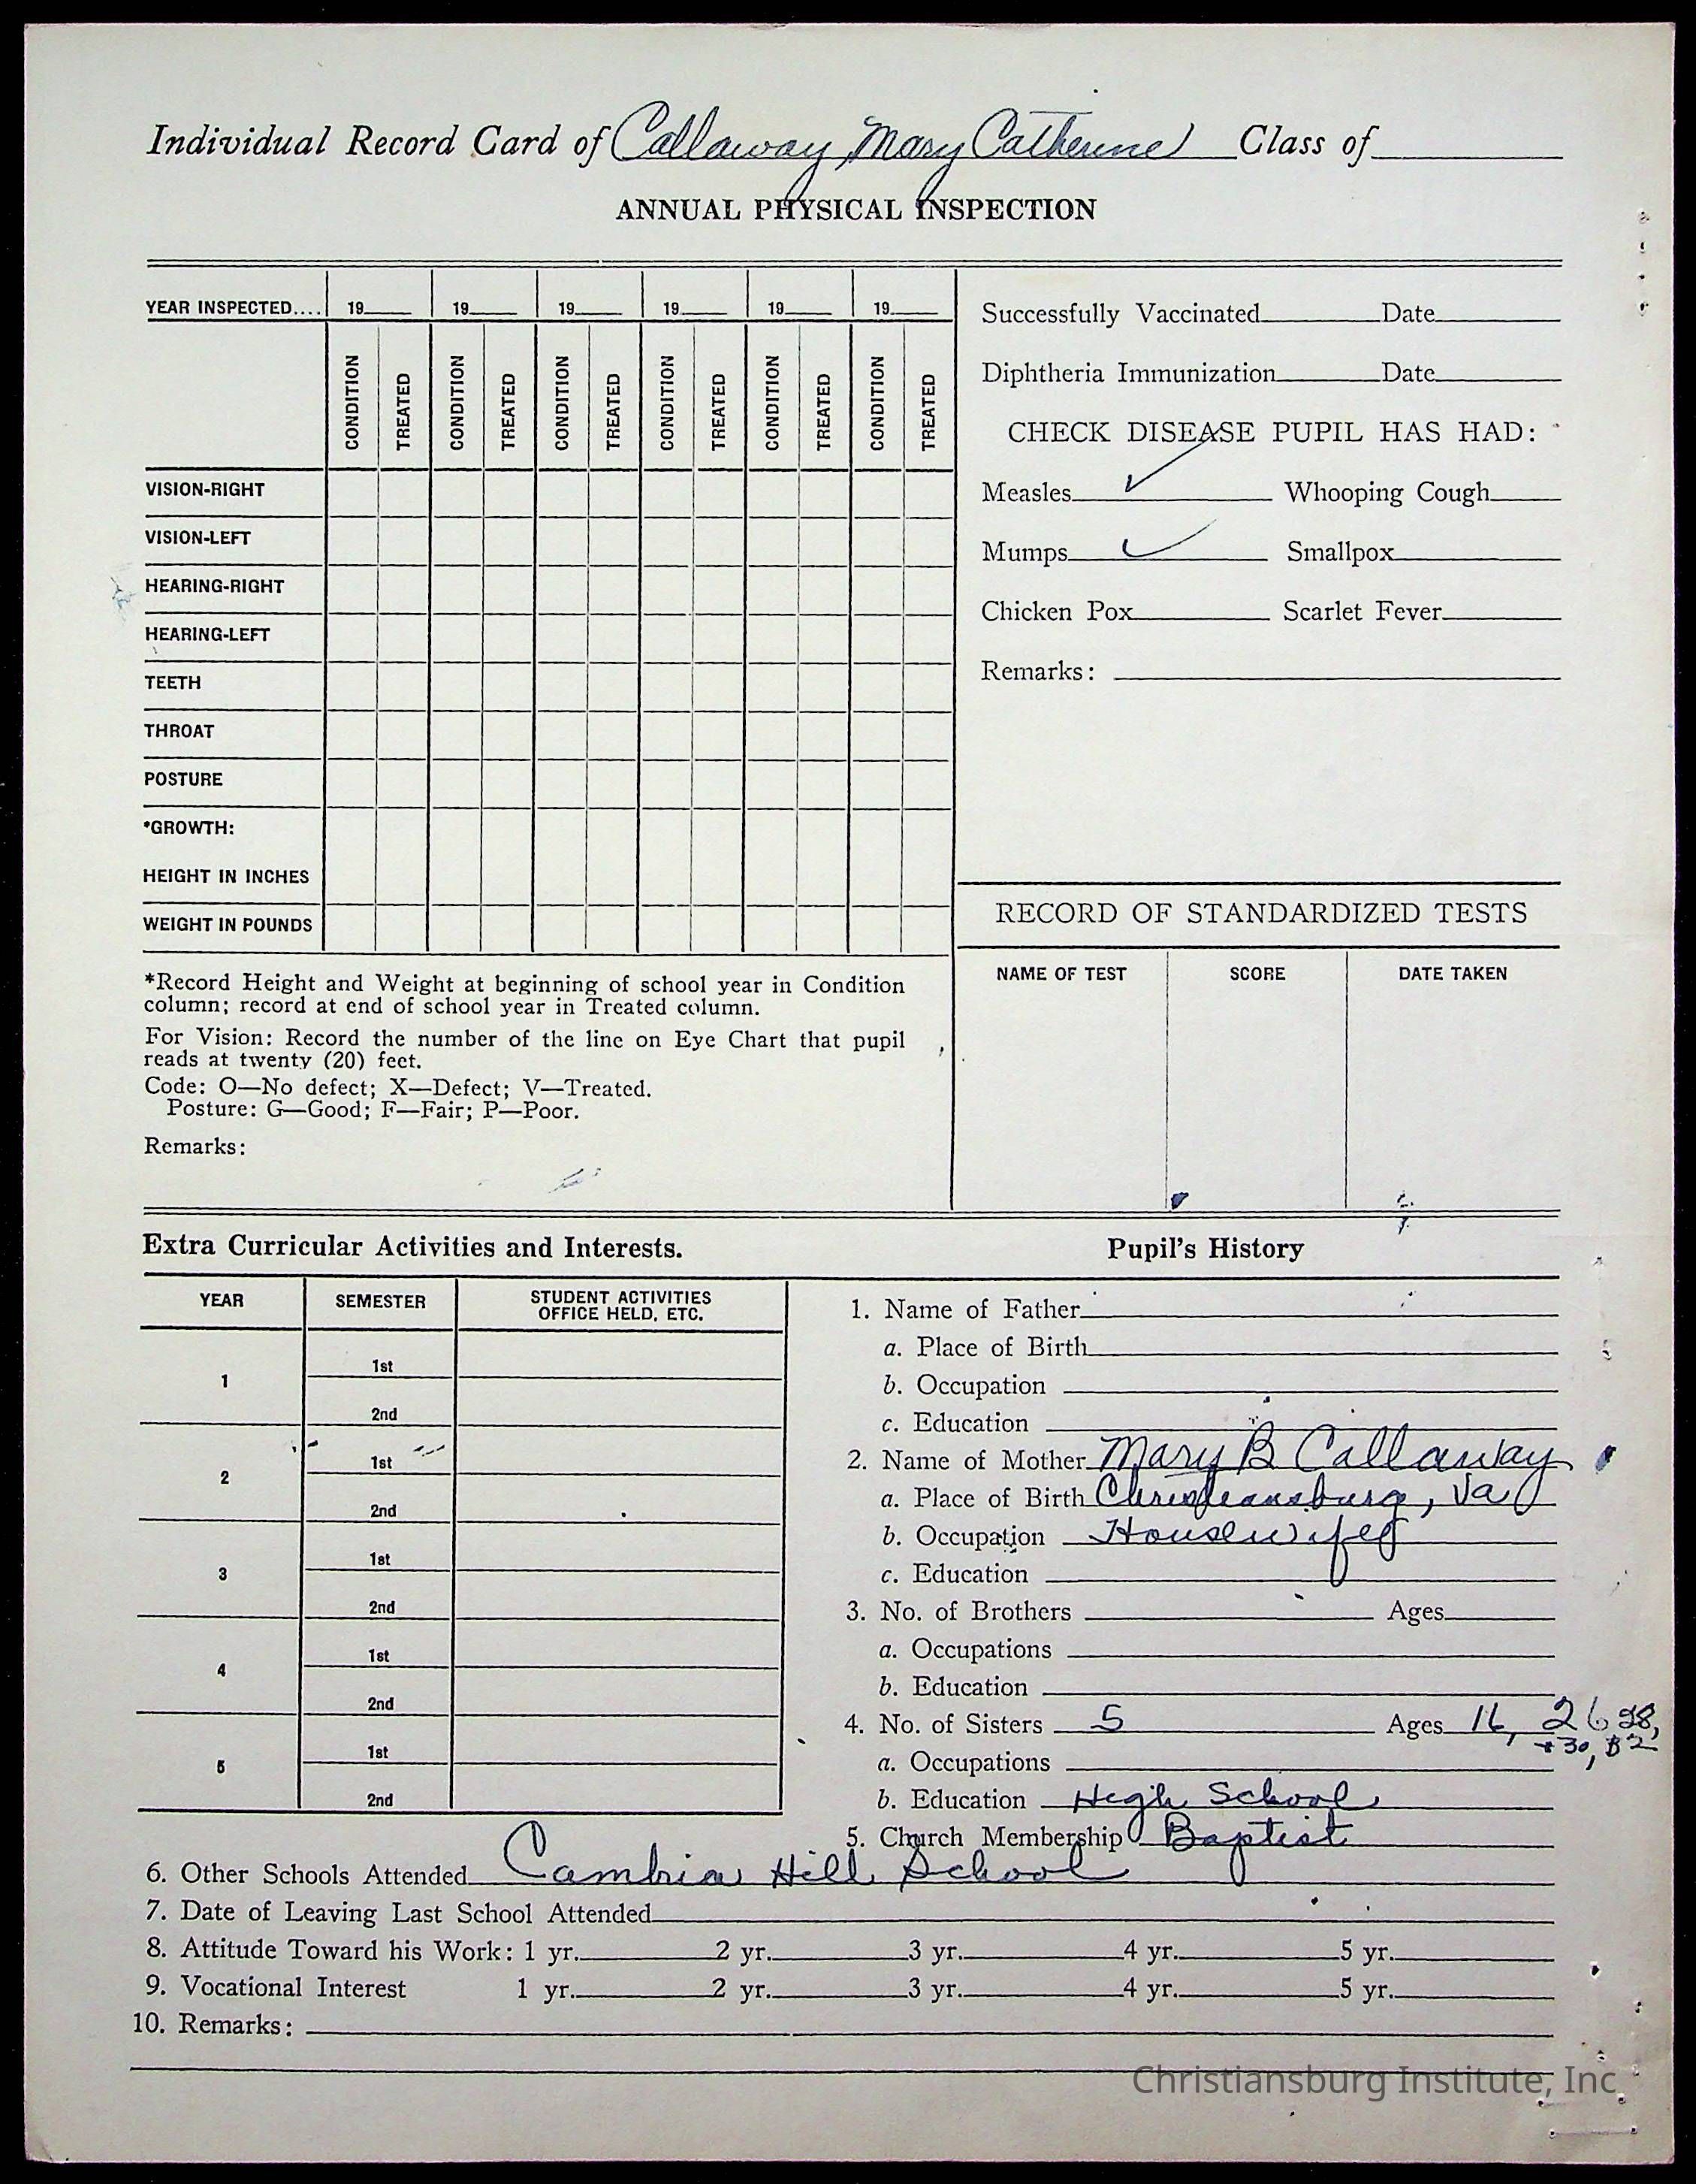 Individual Record Card of Callaway, Mary Catherine Class of
ANNUAL PHYSICAL INSPECTION
YEAR INSPECTED.... 19 19 19 19 19 19
CONDITION TREATED CONDITION TREATED CONDITION TREATED CONDITION TREATED CONDITION TREATED CONDITION TREATED
VISION-RIGHT
VISION-LEFT
HEARING-RIGHT
HEARING-LEFT
TEETH
THROAT
POSTURE
*GROWTH:
HEIGHT IN INCHES
WEIGHT IN POUNDS
*Record Height and Weight at beginning of school year in Condition
column; record at end of school year in Treated column.
For Vision: Record the number of the line on Eye Chart that pupil
reads at twenty (20) feet.
Code: O—No defect; X—Defect; V—Treated.
Posture: G—Good; F—Fair; P—Poor.
Remarks:
Successfully Vaccinated Date
Diphtheria Immunization Date
CHECK DISEASE PUPIL HAS HAD:
Measles ✓ Whooping Cough
Mumps ✓ Smallpox
Chicken Pox Scarlet Fever
Remarks:
RECORD OF STANDARDIZED TESTS
NAME OF TEST SCORE DATE TAKEN
Extra Curricular Activities and Interests.
YEAR SEMESTER STUDENT ACTIVITIES
OFFICE HELD, ETC.
1 1st
2nd
2 1st
2nd
3 1st
2nd
4 1st
2nd
5 1st
2nd
Pupil's History
1. Name of Father
a. Place of Birth
b. Occupation
c. Education
2. Name of Mother Mary B Callaway
a. Place of Birth Christiansburg, Va
b. Occupation Housewife
c. Education
3. No. of Brothers Ages
a. Occupations
b. Education
4. No. of Sisters 5 Ages 16, 26 28,
+ 30, 32
a. Occupations
b. Education High School
5. Church Membership Baptist
6. Other Schools Attended Cambria Hill School
7. Date of Leaving Last School Attended
8. Attitude Toward his Work: 1 yr. 2 yr. 3 yr. 4 yr. 5 yr.
9. Vocational Interest 1 yr. 2 yr. 3 yr. 4 yr. 5 yr.
10. Remarks:
Christiansburg Institute, Inc